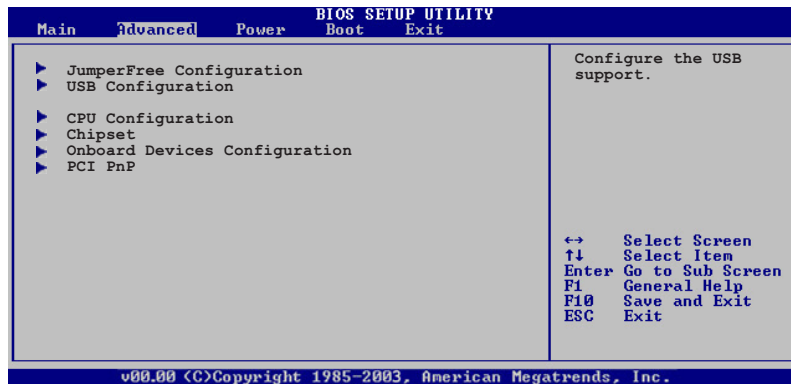 BIOS SETUP UTILITY
Main Advanced Power Boot Exit
JumperFree Configuration
USB Configuration
CPU Configuration
Chipset
Onboard Devices Configuration
PCI PnP
Configure the USB
support.
←→ Select Screen
↑↓ Select Item
Enter Go to Sub Screen
F1 General Help
F10 Save and Exit
ESC Exit
v00.00 (C)Copyright 1985-2003, American Megatrends, Inc.